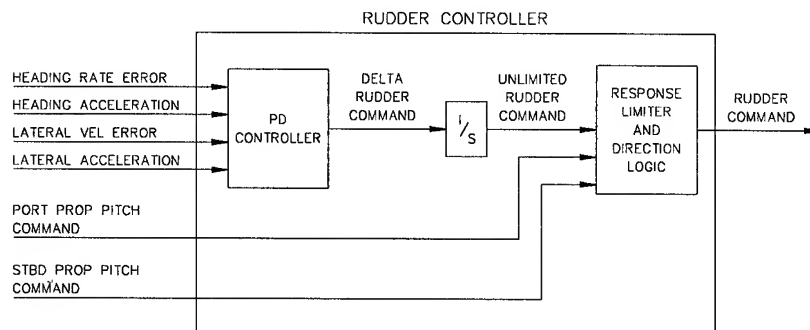 RUDDER CONTROLLER
HEADING RATE ERROR
HEADING ACCELERATION
LATERAL VEL ERROR
LATERAL ACCELERATION
PD
CONTROLLER
DELTA
RUDDER
COMMAND
1/S
UNLIMITED
RUDDER
COMMAND
RESPONSE
LIMITER
AND
DIRECTION
LOGIC
RUDDER
COMMAND
PORT PROP PITCH
COMMAND
STBD PROP PITCH
COMMAND